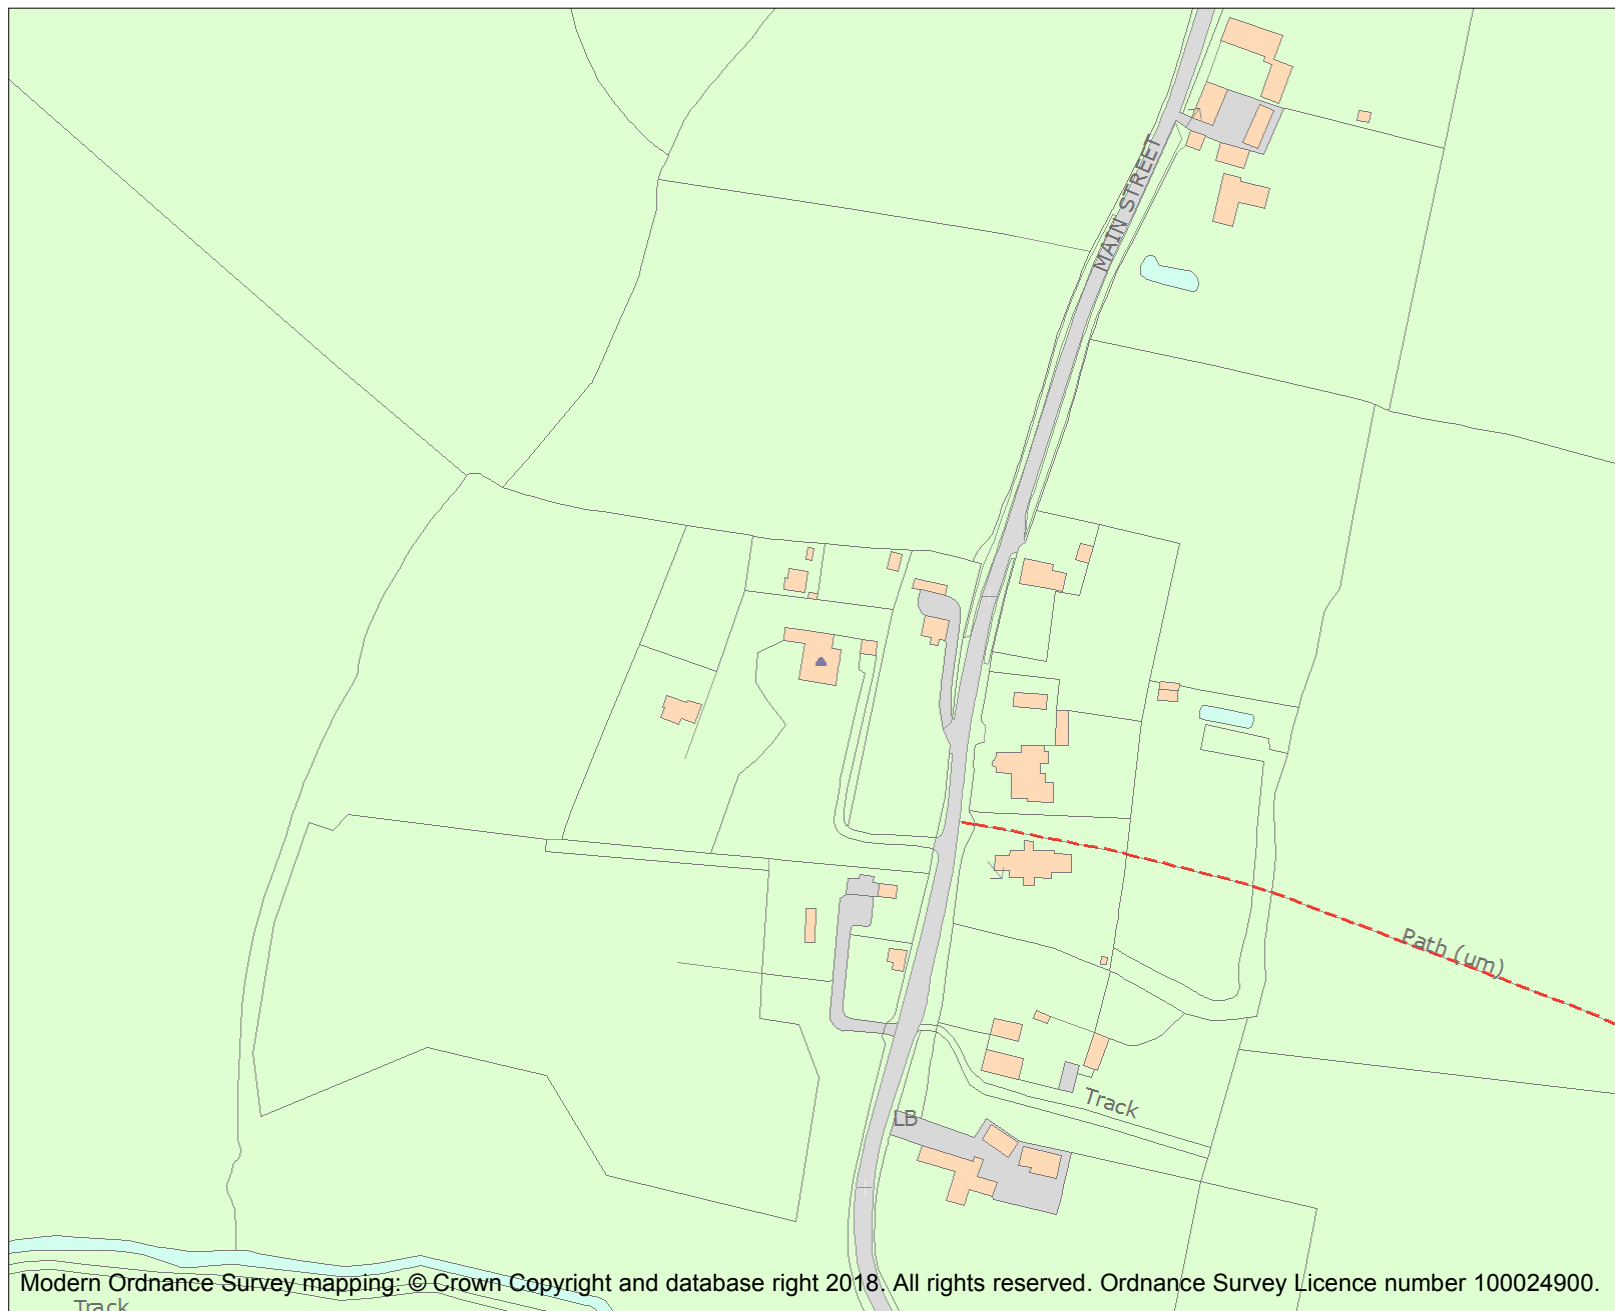 MAIN STREET
Path (um)
Track
LB
Modern Ordnance Survey mapping: © Crown Copyright and database right 2018. All rights reserved. Ordnance Survey Licence number 100024900.
Track